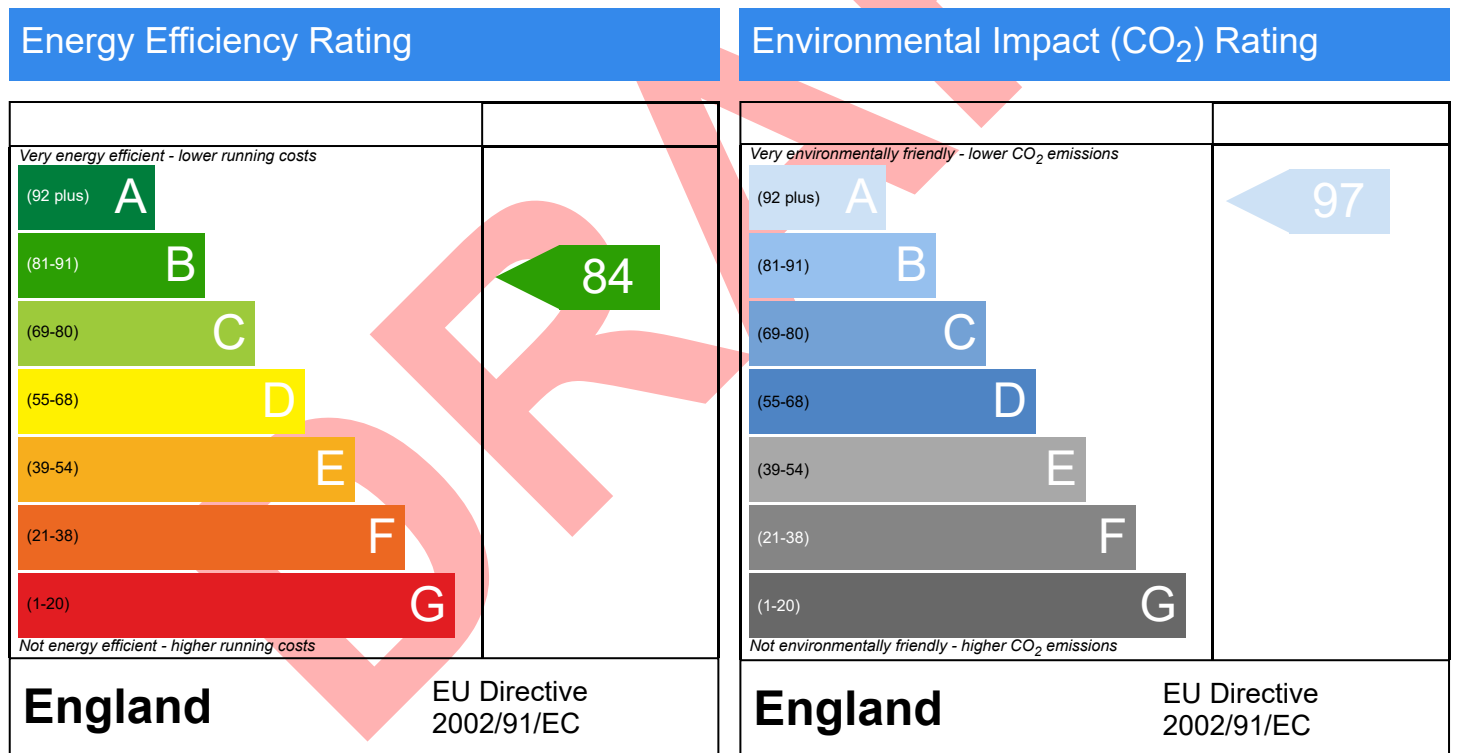 Energy Efficiency Rating
Very energy efficient - lower running costs
(92 plus) A
(81-91) B
(69-80) C
(55-68) D
(39-54) E
(21-38) F
(1-20) G
Not energy efficient - higher running costs
84
England
EU Directive
2002/91/EC
Environmental Impact (CO₂) Rating
Very environmentally friendly - lower CO₂ emissions
(92 plus) A
(81-91) B
(69-80) C
(55-68) D
(39-54) E
(21-38) F
(1-20) G
Not environmentally friendly - higher CO₂ emissions
97
England
EU Directive
2002/91/EC
DRA